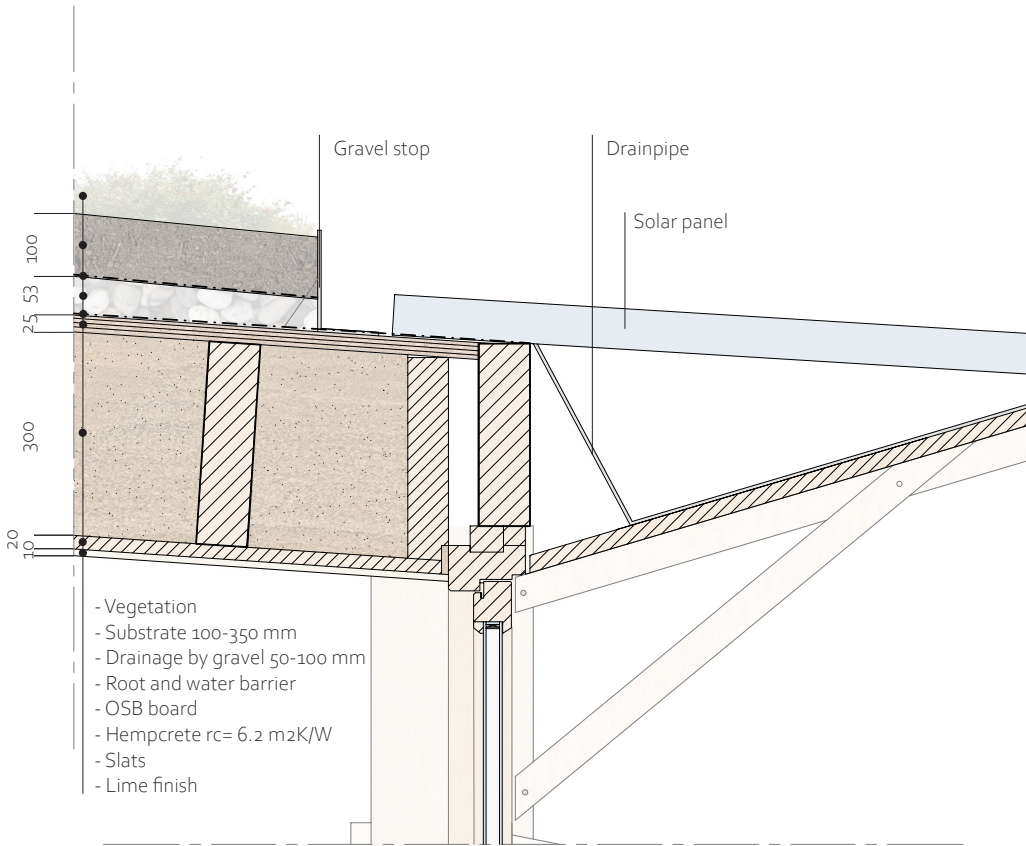 Gravel stop
Drainpipe
Solar panel
100
53
25
300
20
10
- Vegetation
- Substrate 100-350 mm
- Drainage by gravel 50-100 mm
- Root and water barrier
- OSB board
- Hempcrete rc= 6.2 m2K/W
- Slats
- Lime finish